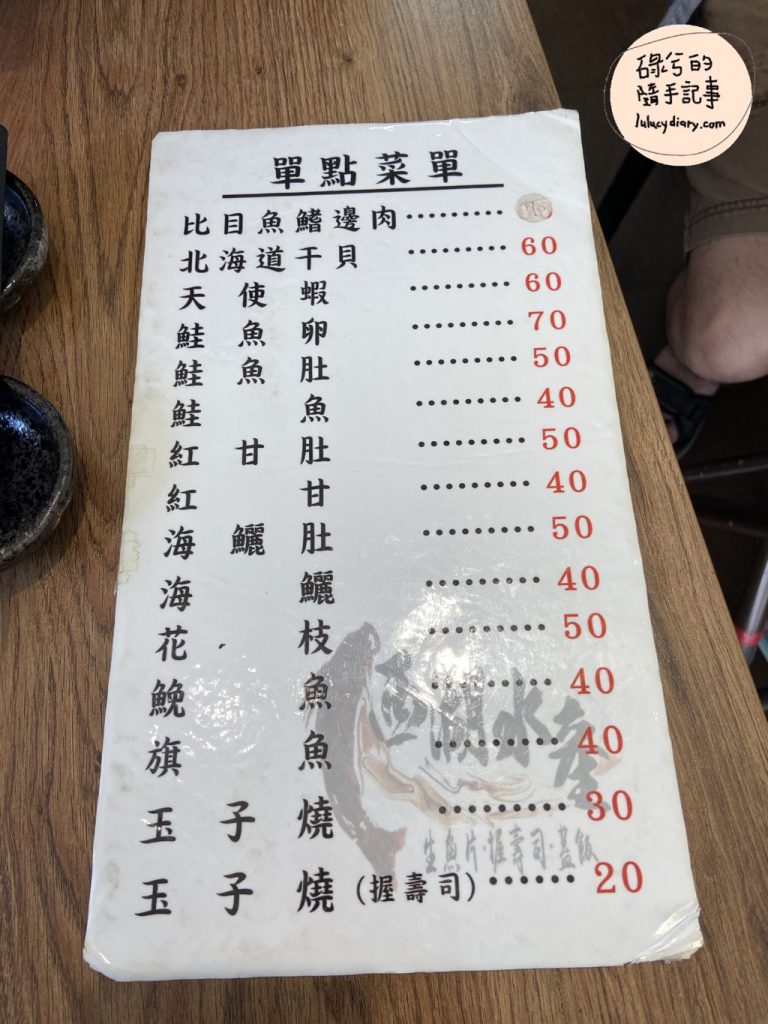 碌兮的
隨手記事
lulucydiary.com
單點菜單
比目魚鰭邊肉………
北海道干貝……… 60
天使蝦……… 60
鮭魚卵……… 70
鮭魚肚……… 50
鮭魚……… 40
紅甘肚……… 50
紅甘……… 40
海鱺肚……… 50
海鱺……… 40
花枝……… 50
鮸魚……… 40
旗魚……… 40
玉子燒……… 30
玉子燒(握壽司)…… 20
湖水產
生魚片·握壽司·蓋飯